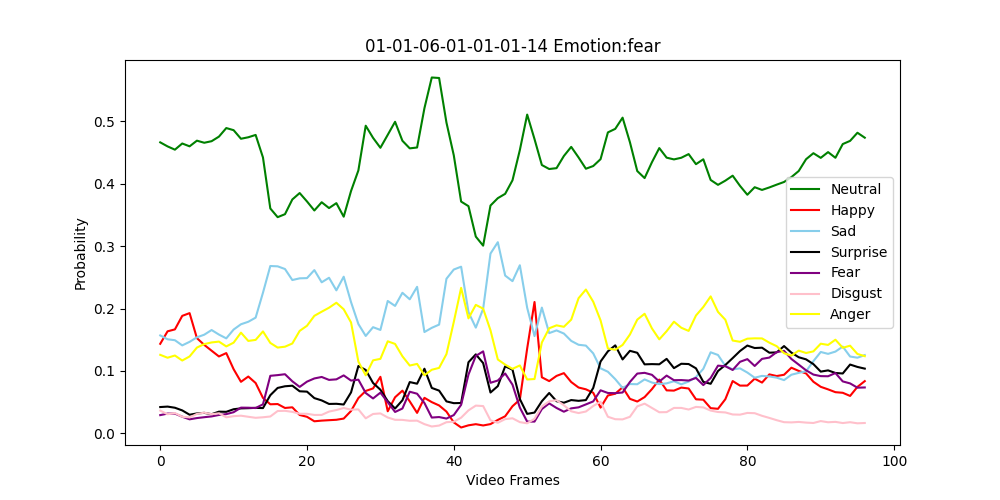 01-01-06-01-01-01-14 Emotion:fear
Probability
0.5
0.4
0.3
0.2
0.1
0.0
0 20 40 60 80 100
Video Frames
Neutral
Happy
Sad
Surprise
Fear
Disgust
Anger